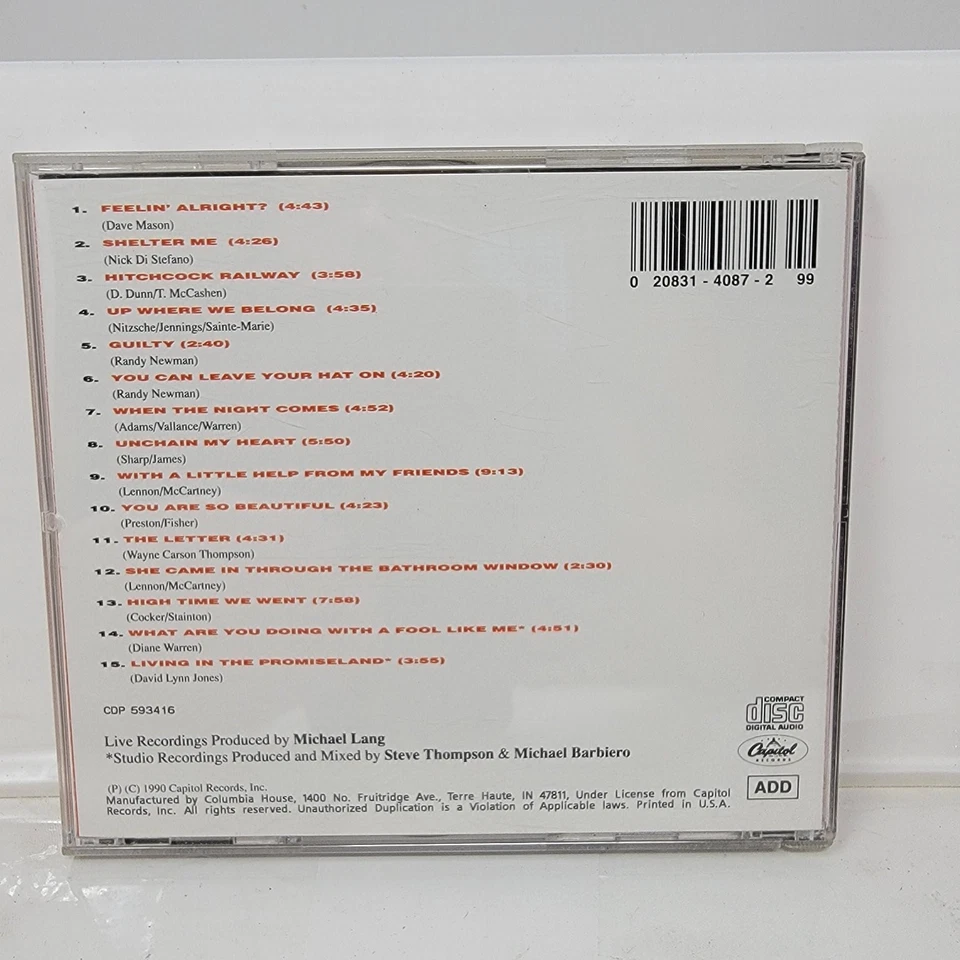 1. FEELIN' ALRIGHT? (4:43)
(Dave Mason)
2. SHELTER ME (4:26)
(Nick Di Stefano)
3. HITCHCOCK RAILWAY (3:58)
(D. Dunn/T. McCashen)
4. UP WHERE WE BELONG (4:35)
(Nitzsche/Jennings/Sainte-Marie)
5. GUILTY (2:40)
(Randy Newman)
6. YOU CAN LEAVE YOUR HAT ON (4:20)
(Randy Newman)
7. WHEN THE NIGHT COMES (4:52)
(Adams/Vallance/Warren)
8. UNCHAIN MY HEART (5:50)
(Sharp/James)
9. WITH A LITTLE HELP FROM MY FRIENDS (9:13)
(Lennon/McCartney)
10. YOU ARE SO BEAUTIFUL (4:23)
(Preston/Fisher)
11. THE LETTER (4:31)
(Wayne Carson Thompson)
12. SHE CAME IN THROUGH THE BATHROOM WINDOW (2:30)
(Lennon/McCartney)
13. HIGH TIME WE WENT (7:58)
(Cocker/Stainton)
14. WHAT ARE YOU DOING WITH A FOOL LIKE ME* (4:51)
(Diane Warren)
15. LIVING IN THE PROMISELAND* (3:55)
(David Lynn Jones)
0 20831 - 4087 - 2 99
CDP 593416
Live Recordings Produced by Michael Lang
*Studio Recordings Produced and Mixed by Steve Thompson & Michael Barbiero
(P) (C) 1990 Capitol Records, Inc.
Manufactured by Columbia House, 1400 No. Fruitridge Ave., Terre Haute, IN 47811, Under License from Capitol
Records, Inc. All rights reserved. Unauthorized Duplication is a Violation of Applicable laws. Printed in U.S.A.
COMPACT
disc
DIGITAL AUDIO
Capitol
RECORDS
ADD